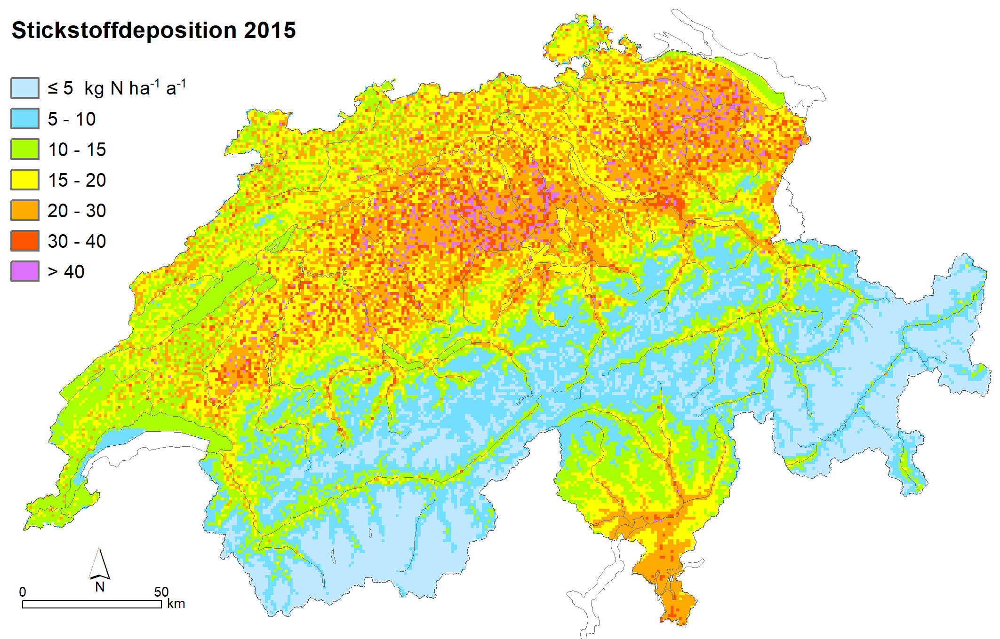 Stickstoffdeposition 2015
≤ 5 kg N ha-1 a-1
5 - 10
10 - 15
15 - 20
20 - 30
30 - 40
> 40
N
0 50
km